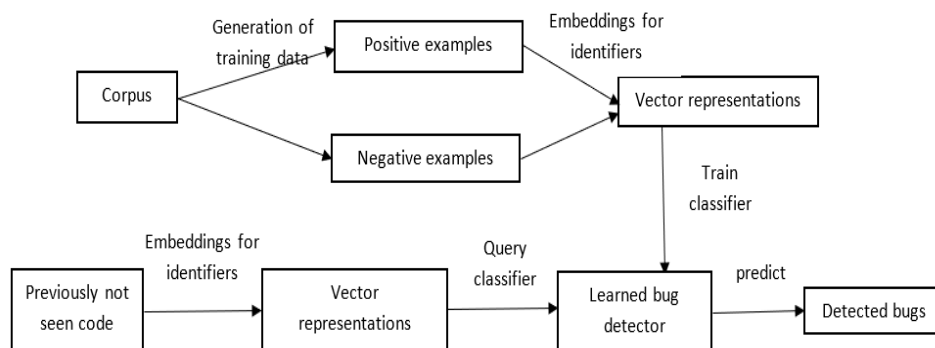 Generation of
training data
Positive examples
Embeddings for
identifiers
Corpus
Vector representations
Negative examples
Train
classifier
Embeddings for
identifiers
Query
classifier
predict
Previously not
seen code
Vector
representations
Learned bug
detector
Detected bugs